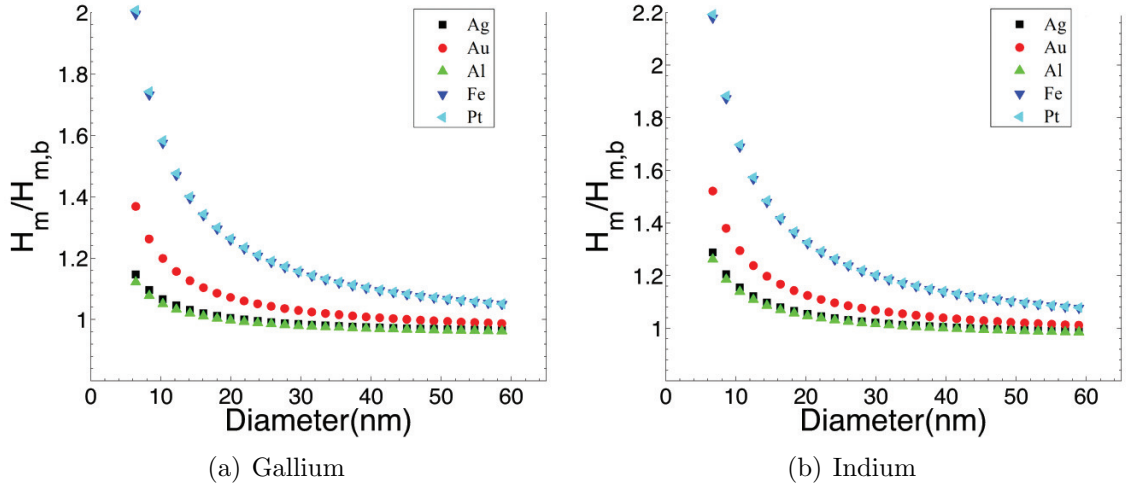 2
1.8
1.6
1.4
1.2
1
H_m/H_{m,b}
Ag
Au
Al
Fe
Pt
0 10 20 30 40 50 60
Diameter(nm)
(a) Gallium
2.2
2
1.8
1.6
1.4
1.2
1
H_m/H_{m,b}
Ag
Au
Al
Fe
Pt
0 10 20 30 40 50 60
Diameter(nm)
(b) Indium